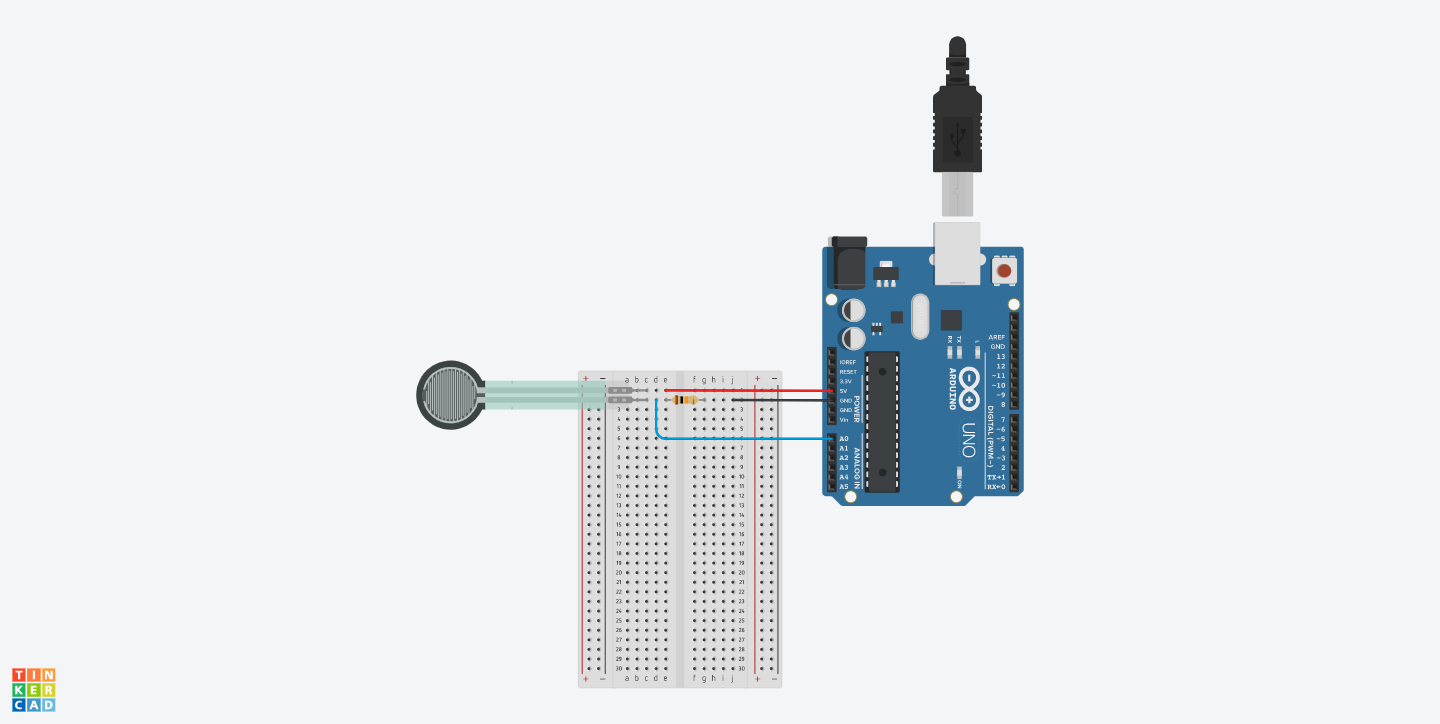 IOREF
RESET
3.3V
5V
GND
GND
Vin
POWER
A0
A1
A2
A3
A4
A5
ANALOG IN
RX
TX
L
AREF
GND
13
12
~11
~10
~9
8
7
~6
~5
4
~3
2
TX→1
RX←0
DIGITAL (PWM~)
ARDUINO
UNO
ON
+ − a b c d e f g h i j + −
3 3
4 4
5 5
6 6
7 7
8 8
9 9
10 10
11 11
12 12
13 13
14 14
15 15
16 16
17 17
18 18
19 19
20 20
21 21
22 22
23 23
24 24
25 25
26 26
27 27
28 28
29 29
30 30
+ − a b c d e f g h i j + −
TIN
KER
CAD